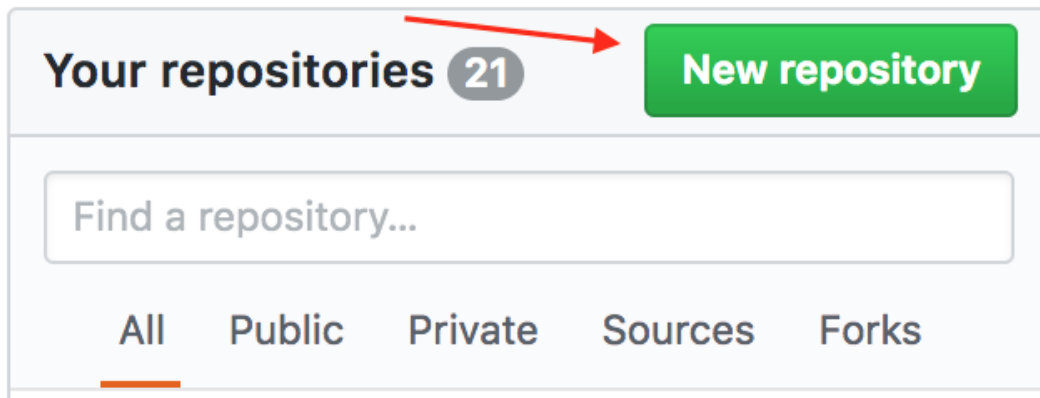 Your repositories 21 New repository
Find a repository...
All Public Private Sources Forks